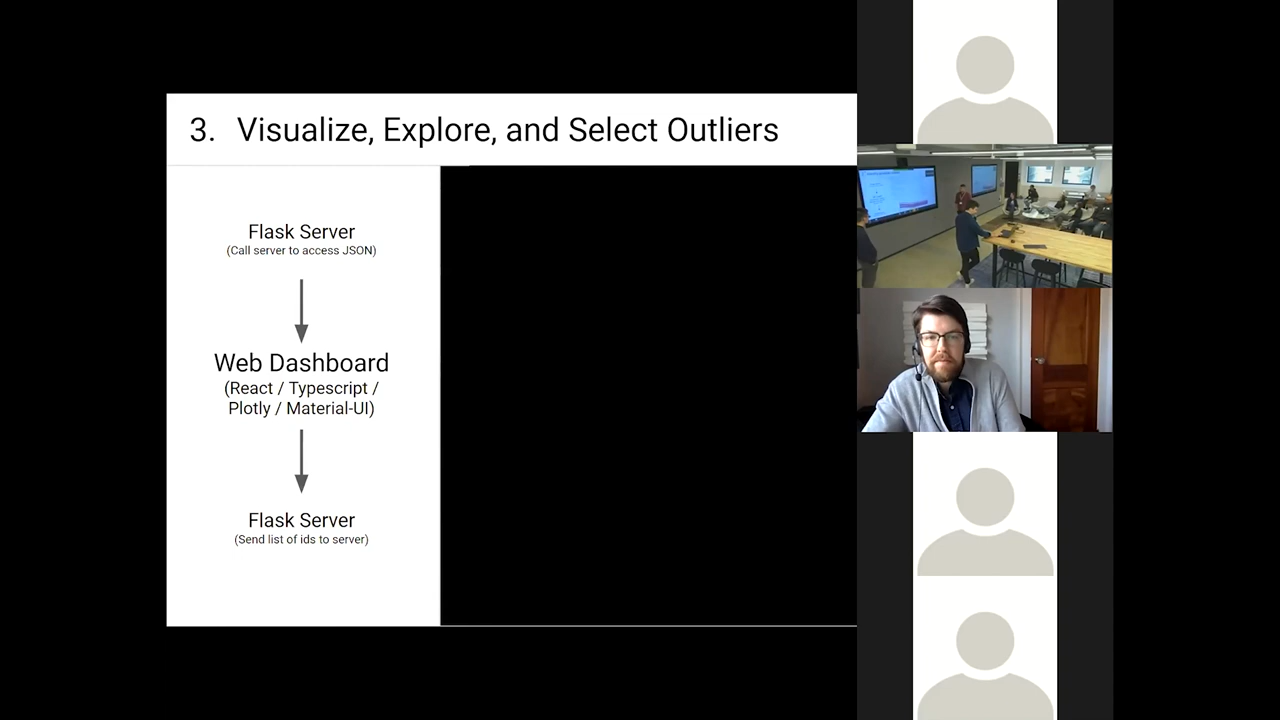 3. Visualize, Explore, and Select Outliers
Flask Server
(Call server to access JSON)
Web Dashboard
(React / Typescript /
Plotly / Material-UI)
Flask Server
(Send list of ids to server)